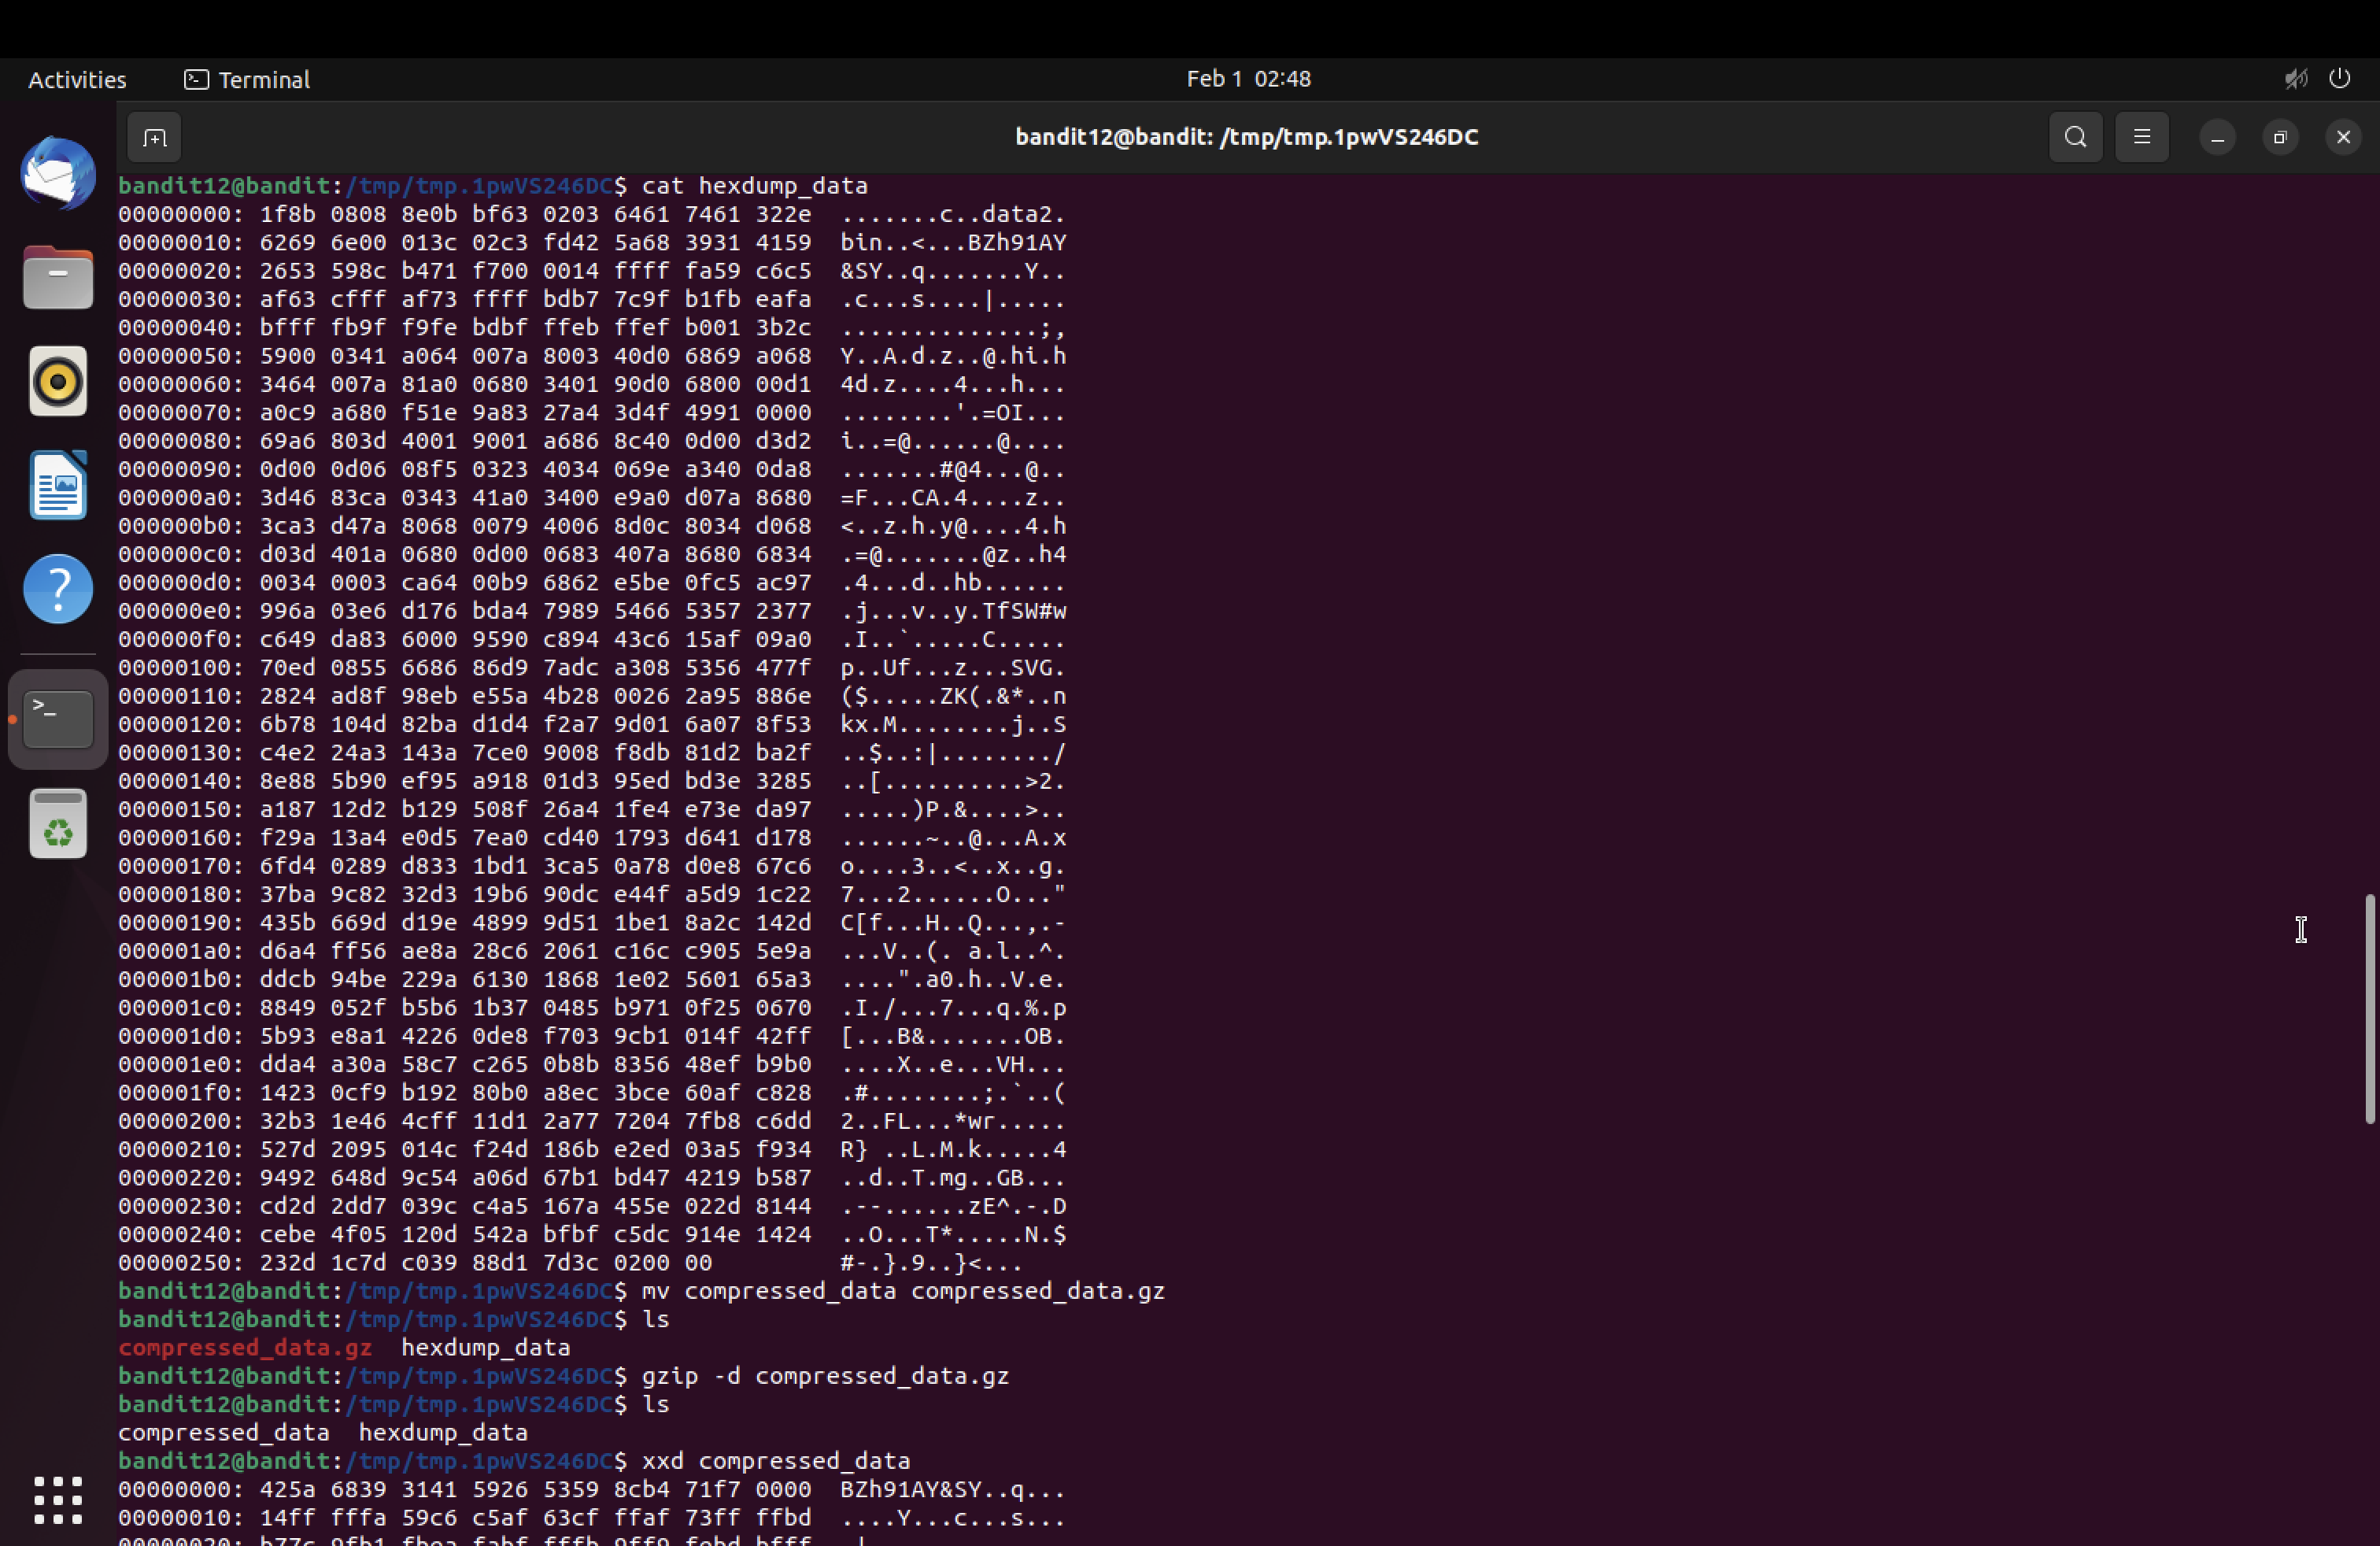 Activities Terminal Feb 1 02:48
bandit12@bandit: /tmp/tmp.1pwVS246DC
bandit12@bandit:/tmp/tmp.1pwVS246DC$ cat hexdump_data
00000000: 1f8b 0808 8e0b bf63 0203 6461 7461 322e  .......c..data2.
00000010: 6269 6e00 013c 02c3 fd42 5a68 3931 4159  bin..<...BZh91AY
00000020: 2653 598c b471 f700 0014 ffff fa59 c6c5  &SY..q.......Y..
00000030: af63 cfff af73 ffff bdb7 7c9f b1fb eafa  .c...s....|.....
00000040: bfff fb9f f9fe bdbf ffeb ffef b001 3b2c  ..............;,
00000050: 5900 0341 a064 007a 8003 40d0 6869 a068  Y..A.d.z..@.hi.h
00000060: 3464 007a 81a0 0680 3401 90d0 6800 00d1  4d.z....4...h...
00000070: a0c9 a680 f51e 9a83 27a4 3d4f 4991 0000  ........'.=OI...
00000080: 69a6 803d 4001 9001 a686 8c40 0d00 d3d2  i..=@......@....
00000090: 0d00 0d06 08f5 0323 4034 069e a340 0da8  .......#@4...@..
000000a0: 3d46 83ca 0343 41a0 3400 e9a0 d07a 8680  =F...CA.4....z..
000000b0: 3ca3 d47a 8068 0079 4006 8d0c 8034 d068  <..z.h.y@....4.h
000000c0: d03d 401a 0680 0d00 0683 407a 8680 6834  .=@.......@z..h4
000000d0: 0034 0003 ca64 00b9 6862 e5be 0fc5 ac97  .4...d..hb......
000000e0: 996a 03e6 d176 bda4 7989 5466 5357 2377  .j...v..y.TfSW#w
000000f0: c649 da83 6000 9590 c894 43c6 15af 09a0  .I..`.....C.....
00000100: 70ed 0855 6686 86d9 7adc a308 5356 477f  p..Uf...z...SVG.
00000110: 2824 ad8f 98eb e55a 4b28 0026 2a95 886e  ($.....ZK(.&*..n
00000120: 6b78 104d 82ba d1d4 f2a7 9d01 6a07 8f53  kx.M........j..S
00000130: c4e2 24a3 143a 7ce0 9008 f8db 81d2 ba2f  ..$..:|......../
00000140: 8e88 5b90 ef95 a918 01d3 95ed bd3e 3285  ..[..........>2.
00000150: a187 12d2 b129 508f 26a4 1fe4 e73e da97  .....)P.&....>..
00000160: f29a 13a4 e0d5 7ea0 cd40 1793 d641 d178  ......~..@...A.x
00000170: 6fd4 0289 d833 1bd1 3ca5 0a78 d0e8 67c6  o....3..<..x..g.
00000180: 37ba 9c82 32d3 19b6 90dc e44f a5d9 1c22  7...2......O..."
00000190: 435b 669d d19e 4899 9d51 1be1 8a2c 142d  C[f...H..Q...,.-
000001a0: d6a4 ff56 ae8a 28c6 2061 c16c c905 5e9a  ...V..(. a.l..^.
000001b0: ddcb 94be 229a 6130 1868 1e02 5601 65a3  ....".a0.h..V.e.
000001c0: 8849 052f b5b6 1b37 0485 b971 0f25 0670  .I./...7...q.%.p
000001d0: 5b93 e8a1 4226 0de8 f703 9cb1 014f 42ff  [...B&.......OB.
000001e0: dda4 a30a 58c7 c265 0b8b 8356 48ef b9b0  ....X..e...VH...
000001f0: 1423 0cf9 b192 80b0 a8ec 3bce 60af c828  .#........;.`..(
00000200: 32b3 1e46 4cff 11d1 2a77 7204 7fb8 c6dd  2..FL...*wr.....
00000210: 527d 2095 014c f24d 186b e2ed 03a5 f934  R} ..L.M.k.....4
00000220: 9492 648d 9c54 a06d 67b1 bd47 4219 b587  ..d..T.mg..GB...
00000230: cd2d 2dd7 039c c4a5 167a 455e 022d 8144  .--......zE^.-.D
00000240: cebe 4f05 120d 542a bfbf c5dc 914e 1424  ..O...T*.....N.$
00000250: 232d 1c7d c039 88d1 7d3c 0200 00         #-.}.9..}<...
bandit12@bandit:/tmp/tmp.1pwVS246DC$ mv compressed_data compressed_data.gz
bandit12@bandit:/tmp/tmp.1pwVS246DC$ ls
compressed_data.gz  hexdump_data
bandit12@bandit:/tmp/tmp.1pwVS246DC$ gzip -d compressed_data.gz
bandit12@bandit:/tmp/tmp.1pwVS246DC$ ls
compressed_data  hexdump_data
bandit12@bandit:/tmp/tmp.1pwVS246DC$ xxd compressed_data
00000000: 425a 6839 3141 5926 5359 8cb4 71f7 0000  BZh91AY&SY..q...
00000010: 14ff fffa 59c6 c5af 63cf ffaf 73ff ffbd  ....Y...c...s...